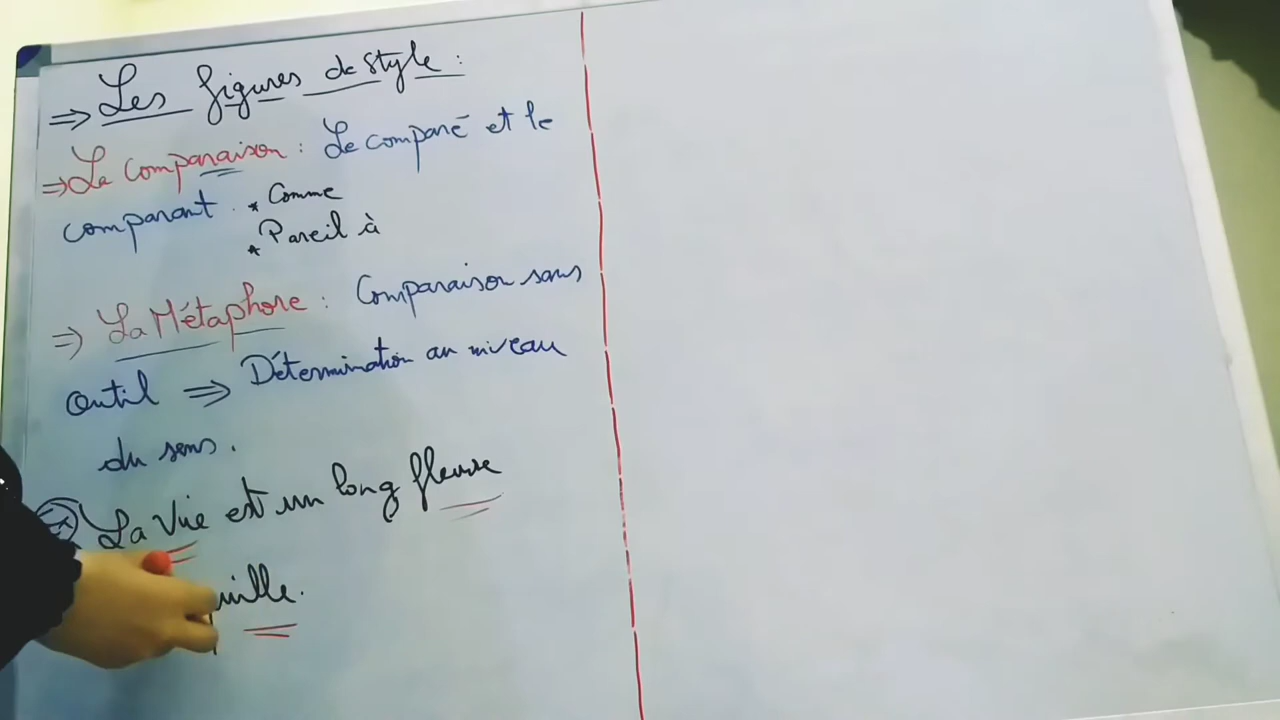 ⇒ Les figures de style :
⇒ La comparaison : Le comparé et le
comparant . * Comme
* Pareil à
⇒ La Métaphore : Comparaison sans
outil ⇒ Détermination au niveau
du sens .
La Vie est un long fleuve